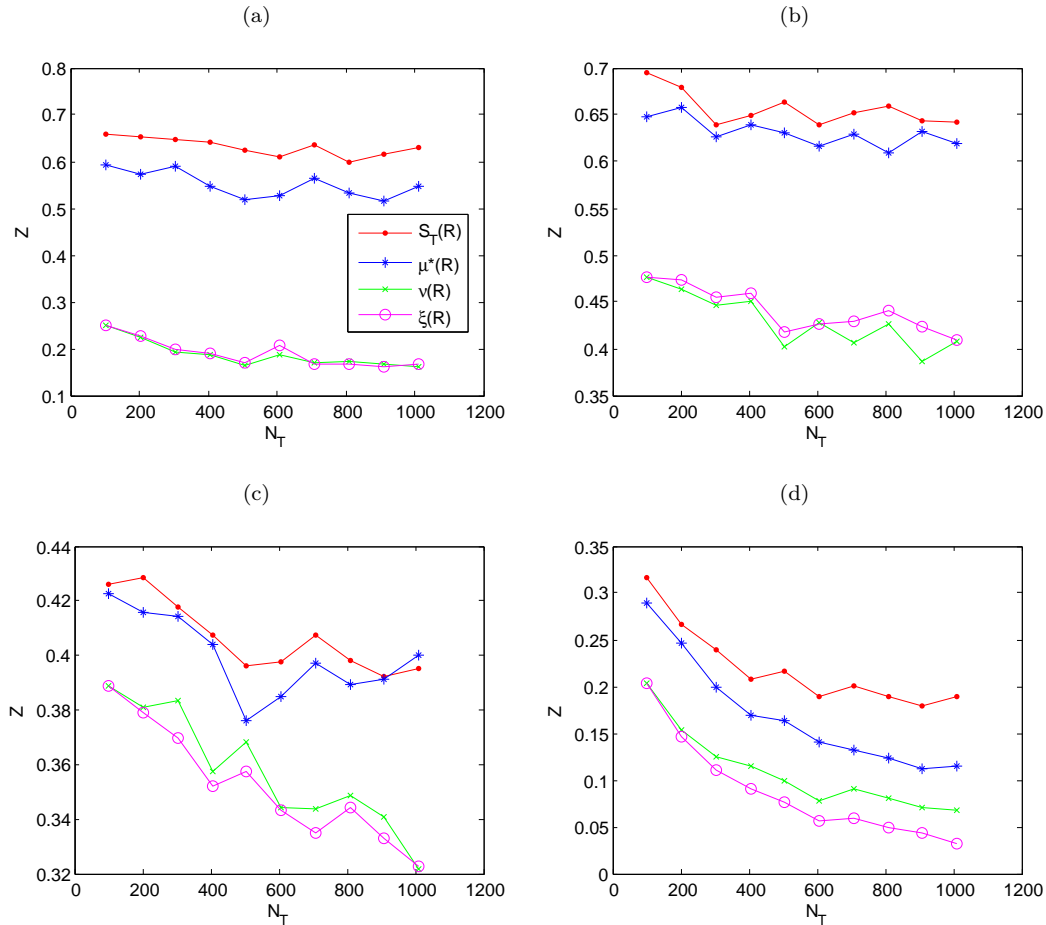 (a)
0.8
0.7
0.6
0.5
0.4
0.3
0.2
0.1
Z
0 200 400 600 800 1000 1200
N_T
S_T(R)
μ*(R)
ν(R)
ξ(R)
(b)
0.7
0.65
0.6
0.55
0.5
0.45
0.4
0.35
Z
0 200 400 600 800 1000 1200
N_T
(c)
0.44
0.42
0.4
0.38
0.36
0.34
0.32
Z
0 200 400 600 800 1000 1200
N_T
(d)
0.35
0.3
0.25
0.2
0.15
0.1
0.05
0
Z
0 200 400 600 800 1000 1200
N_T